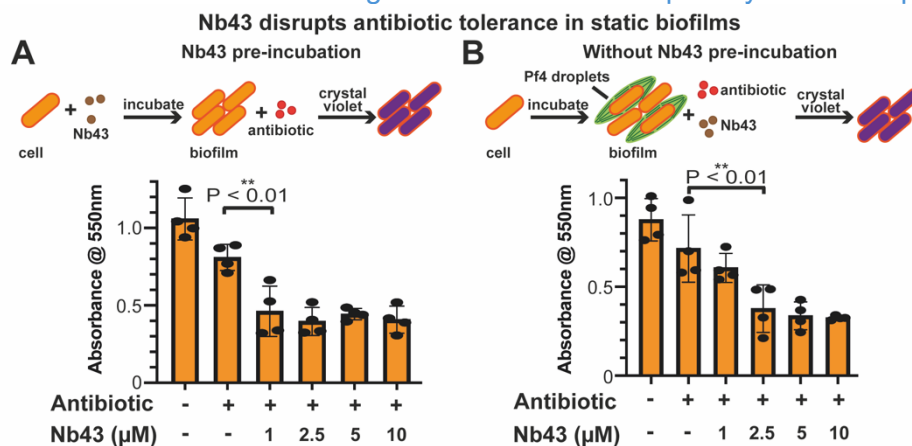 Nb43 disrupts antibiotic tolerance in static biofilms
A
Nb43 pre-incubation
cell
Nb43
incubate
biofilm
antibiotic
crystal
violet
Absorbance @ 550nm
1.0
0.5
0
**
P < 0.01
Antibiotic - + + + + +
Nb43 (µM) - - 1 2.5 5 10
B
Without Nb43 pre-incubation
Pf4 droplets
cell
incubate
biofilm
antibiotic
Nb43
crystal
violet
Absorbance @ 550nm
1.0
0.5
0
**
P < 0.01
Antibiotic - + + + + +
Nb43 (µM) - - 1 2.5 5 10